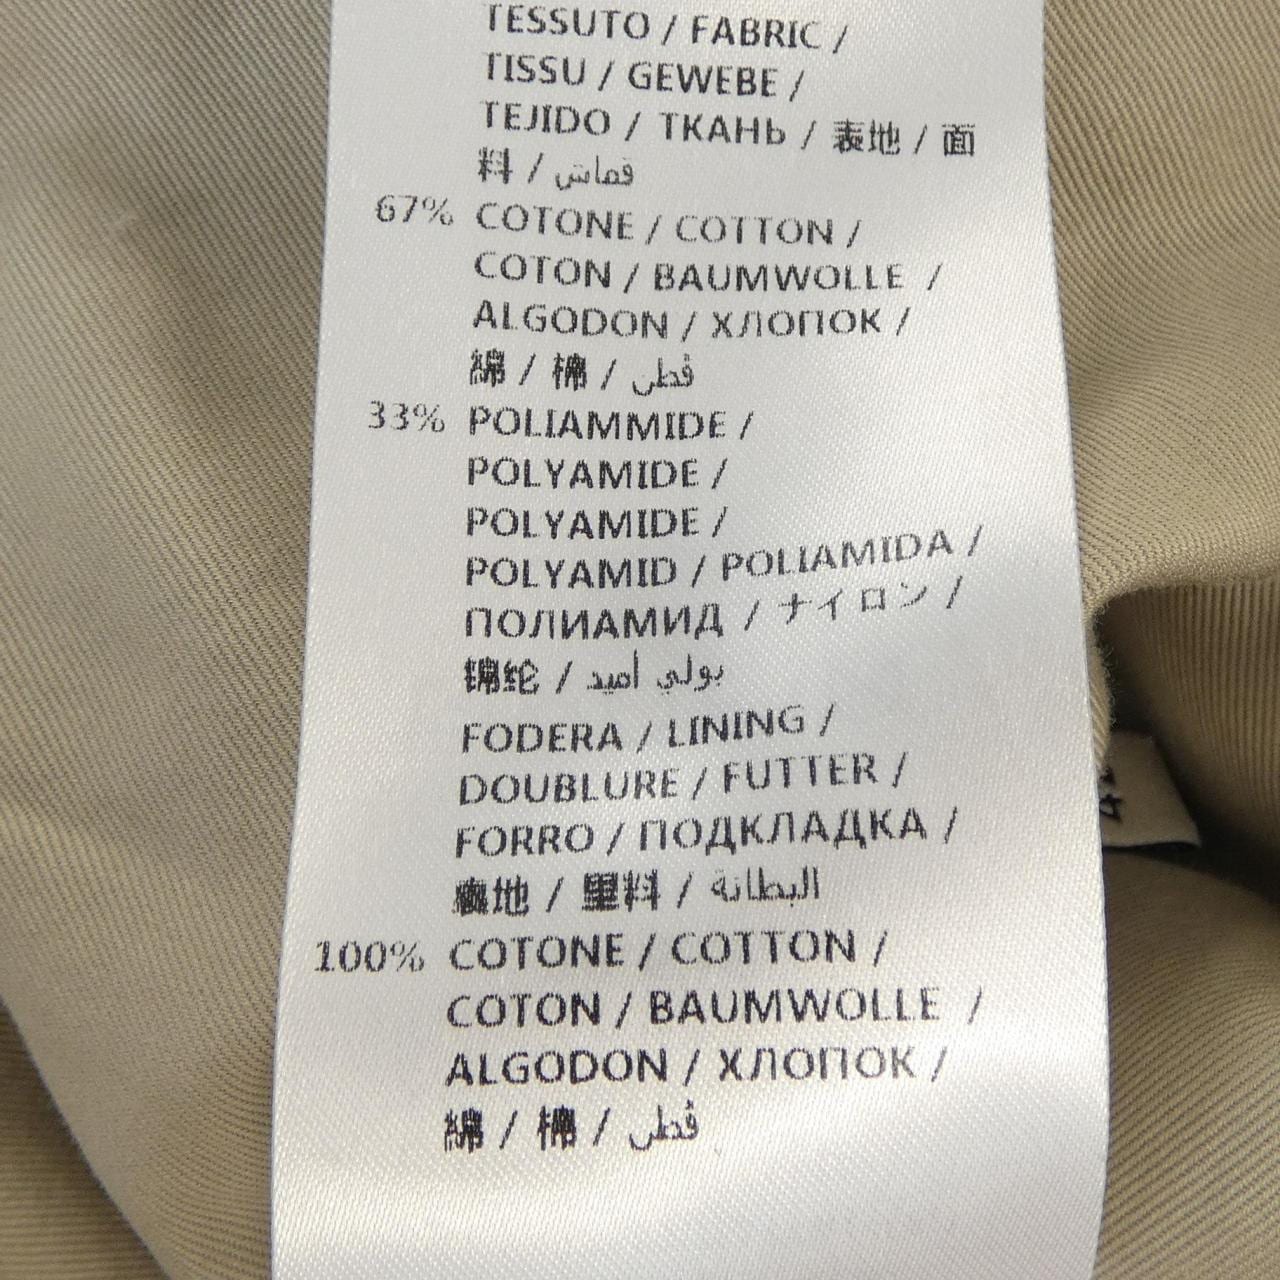 TESSUTO / FABRIC /
TISSU / GEWEBE /
TEJIDO / ТКАНЬ / 表地 / 面
料 / قماش
67% COTONE / COTTON /
COTON / BAUMWOLLE /
ALGODON / ХЛОПОК /
綿 / 棉 / قطن
33% POLIAMMIDE /
POLYAMIDE /
POLYAMIDE /
POLYAMID / POLIAMIDA /
ПОЛИАМИД / ナイロン /
锦纶 / بولي أميد
FODERA / LINING /
DOUBLURE / FUTTER /
FORRO / ПОДКЛАДКА /
裏地 / 里料 / البطانة
100% COTONE / COTTON /
COTON / BAUMWOLLE /
ALGODON / ХЛОПОК /
綿 / 棉 / قطن